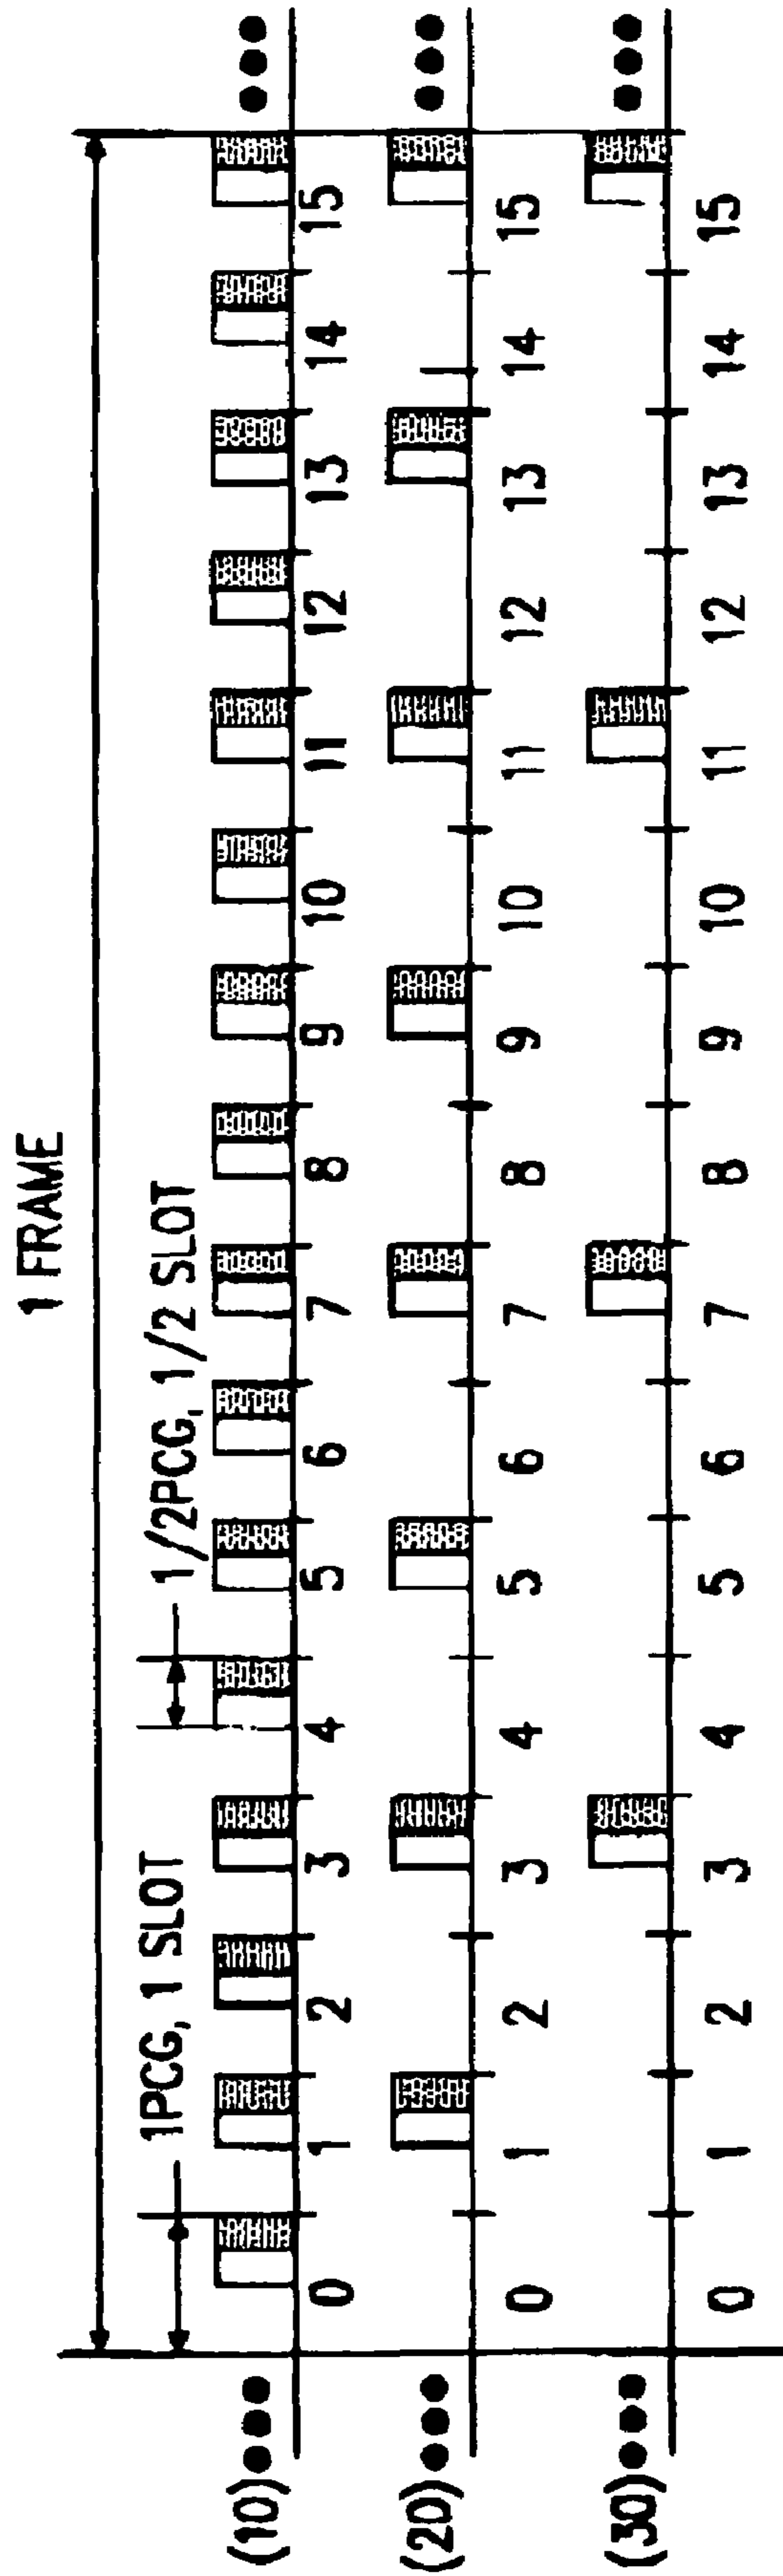 1 FRAME
1PCG, 1 SLOT
1/2PCG, 1/2 SLOT
(10)
0 1 2 3 4 5 6 7 8 9 10 11 12 13 14 15
(20)
0 1 2 3 4 5 6 7 8 9 10 11 12 13 14 15
(30)
0 1 2 3 4 5 6 7 8 9 10 11 12 13 14 15